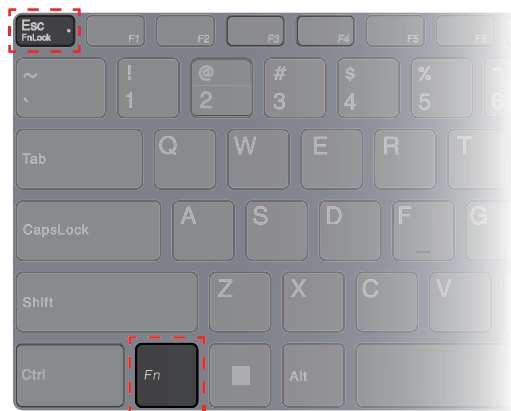 Esc
FnLock
F1
F2
F3
F4
F5
F6
~
`
!
1
@
2
#
3
$
4
%
5
^
6
Tab
Q
W
E
R
T
CapsLock
A
S
D
F
G
Shift
Z
X
C
V
Ctrl
Fn
Alt